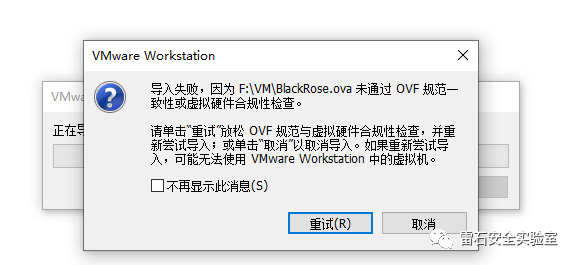 VMware Workstation
导入失败，因为 F:\VM\BlackRose.ova 未通过 OVF 规范一
致性或虚拟硬件合规性检查。
请单击“重试”放松 OVF 规范与虚拟硬件合规性检查，并重
新尝试导入；或单击“取消”以取消导入。如果重新尝试导
入，可能无法使用 VMware Workstation 中的虚拟机。
不再显示此消息(S)
重试(R)
取消
VMwa
正在导
雷石安全实验室